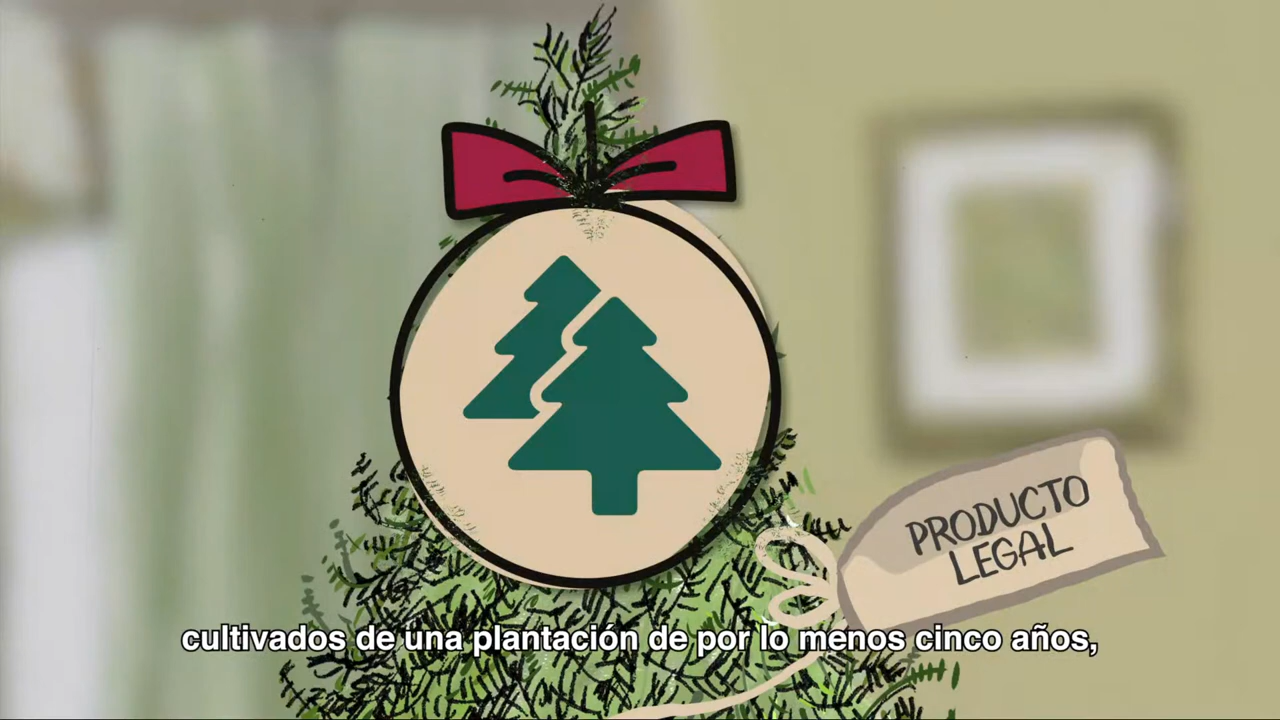 PRODUCTO
LEGAL
cultivados de una plantación de por lo menos cinco años,